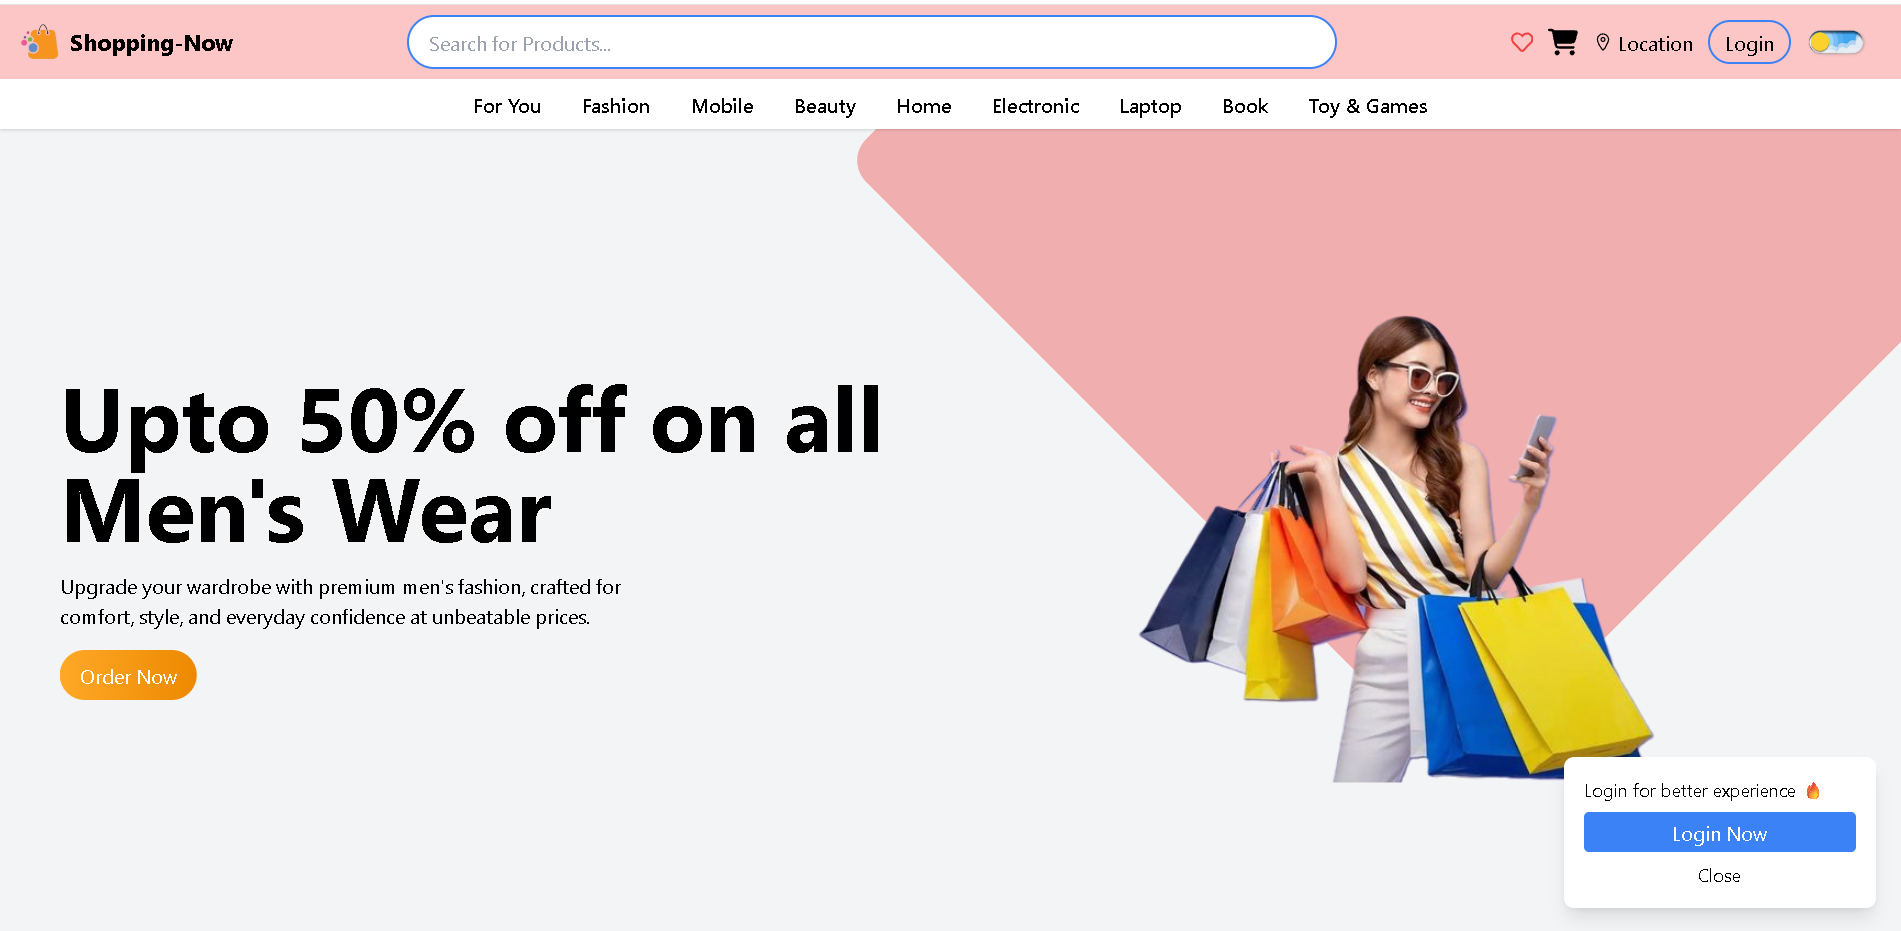 Shopping-Now
Search for Products...
Location
Login
For You
Fashion
Mobile
Beauty
Home
Electronic
Laptop
Book
Toy & Games
Upto 50% off on all
Men's Wear
Upgrade your wardrobe with premium men's fashion, crafted for
comfort, style, and everyday confidence at unbeatable prices.
Order Now
Login for better experience 🔥
Login Now
Close